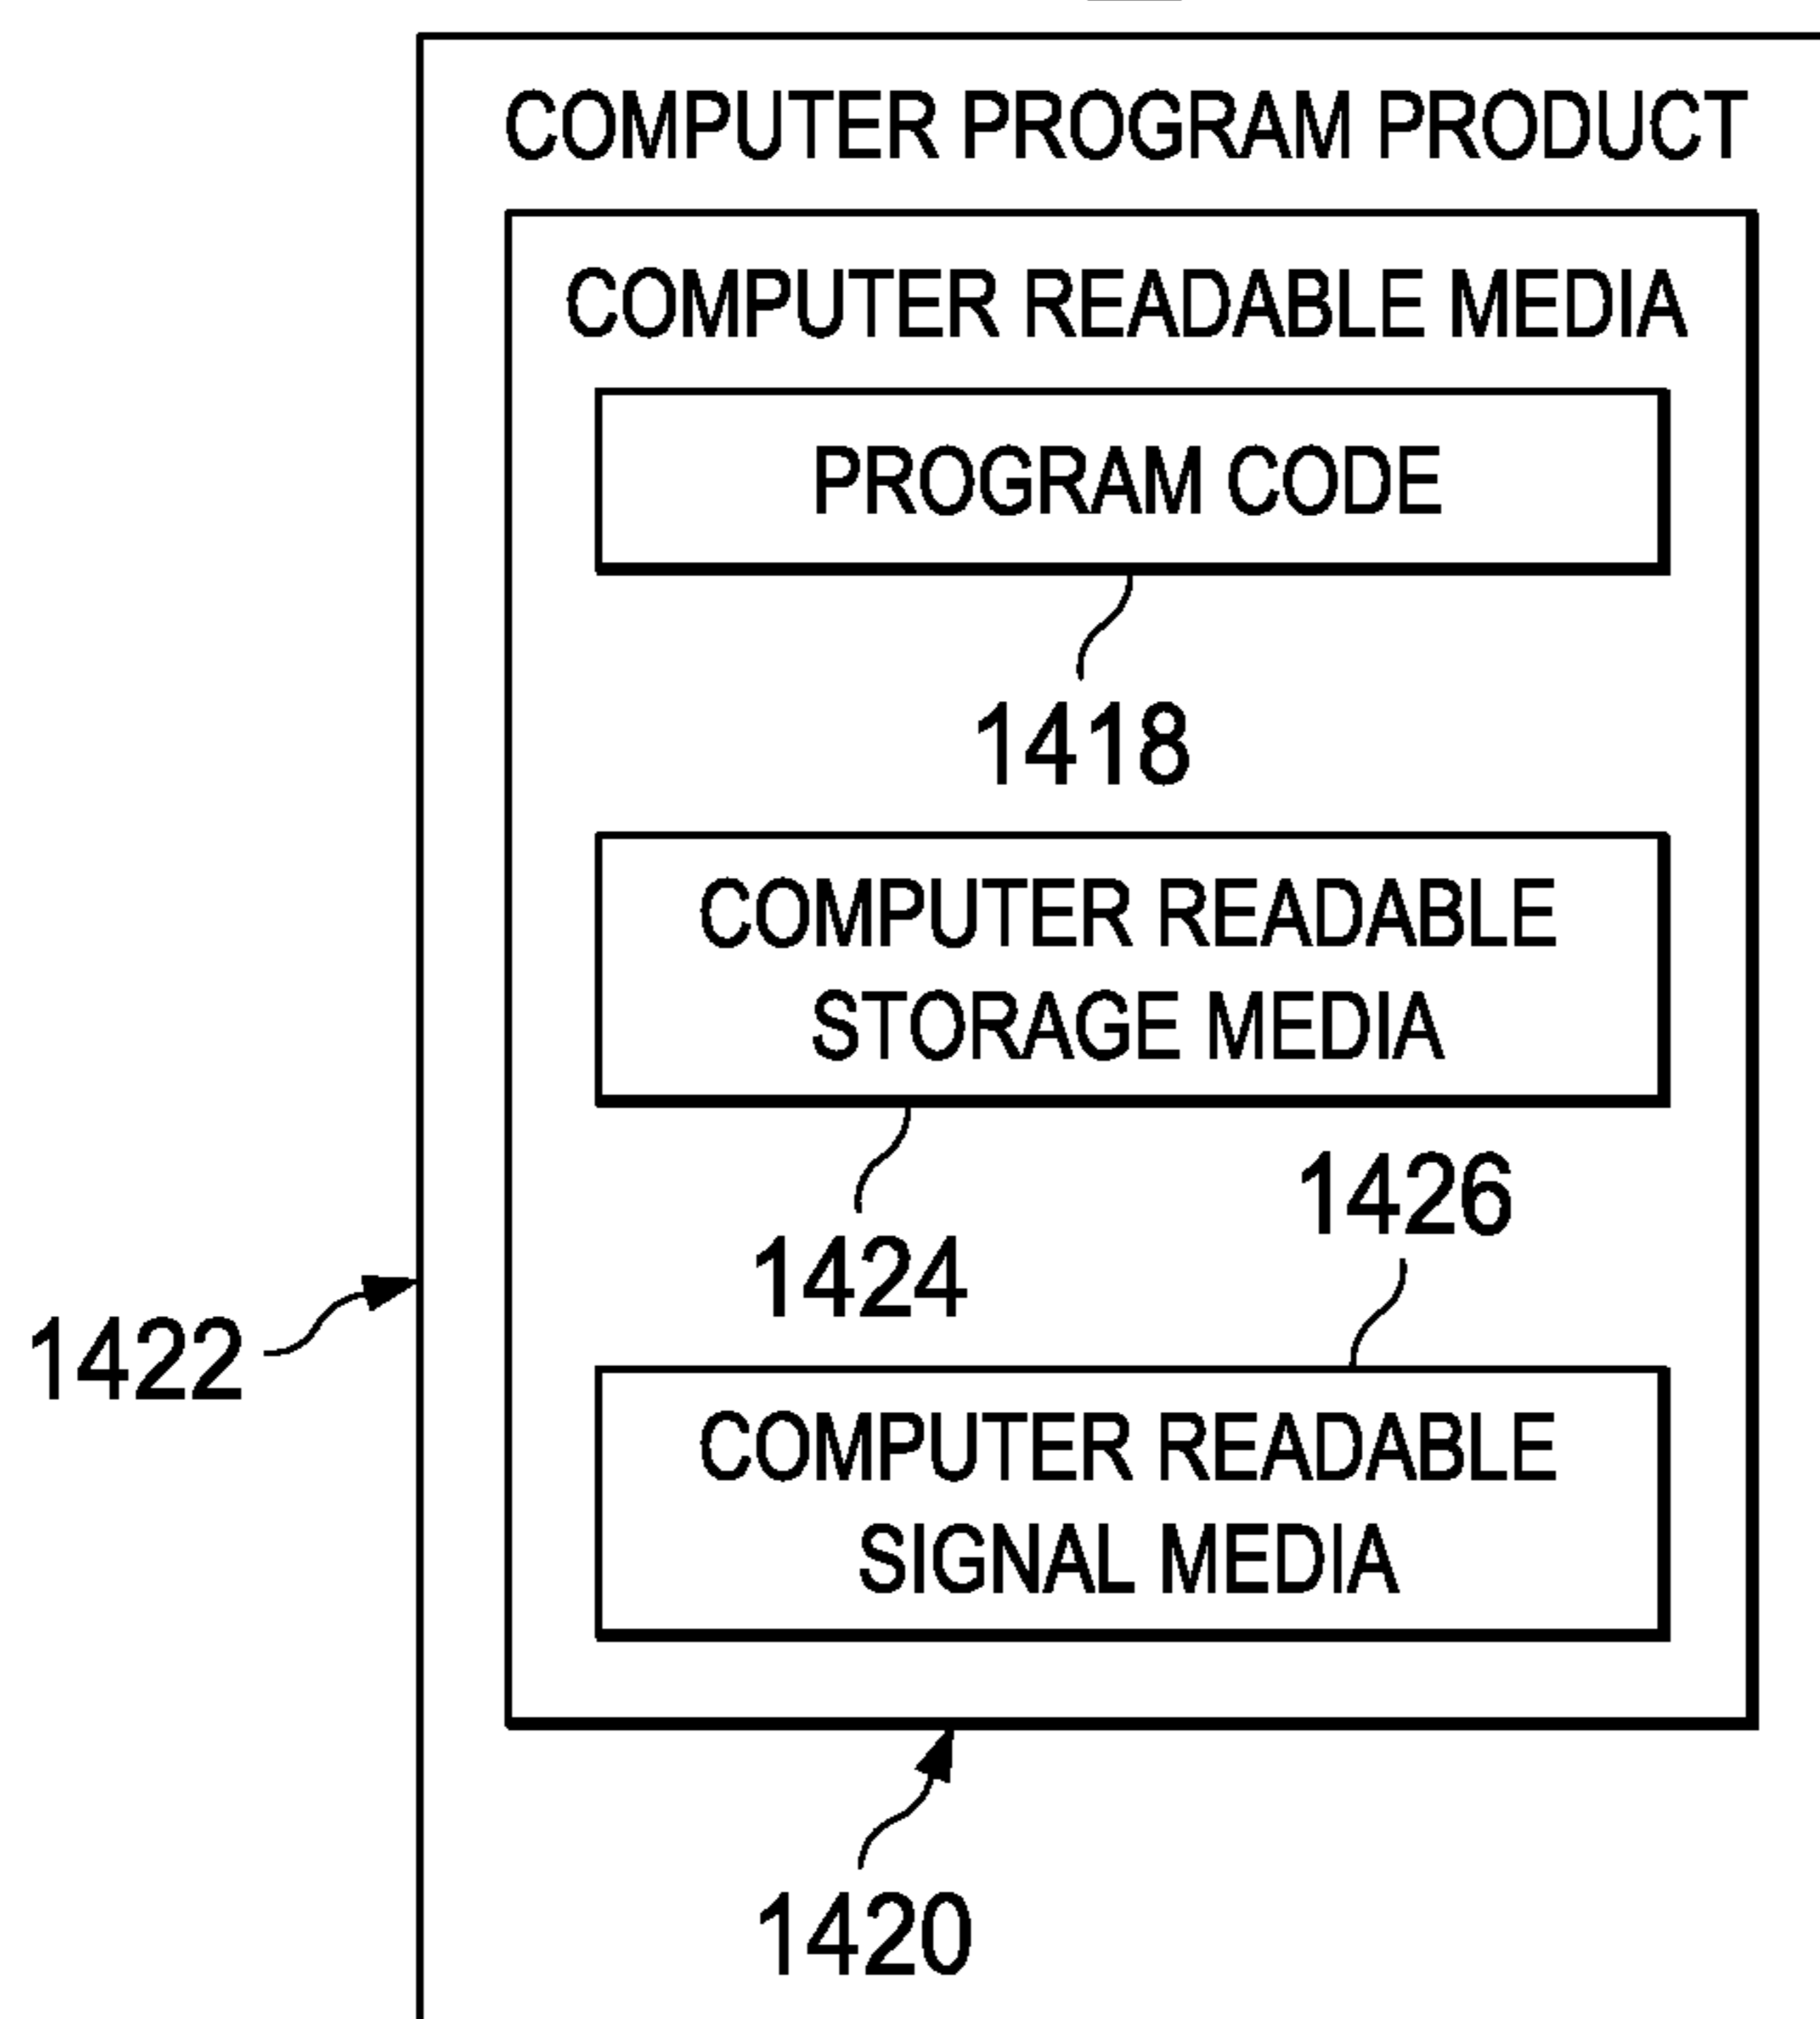 COMPUTER PROGRAM PRODUCT
COMPUTER READABLE MEDIA
PROGRAM CODE
1418
COMPUTER READABLE
STORAGE MEDIA
1426
1424
1422
COMPUTER READABLE
SIGNAL MEDIA
1420